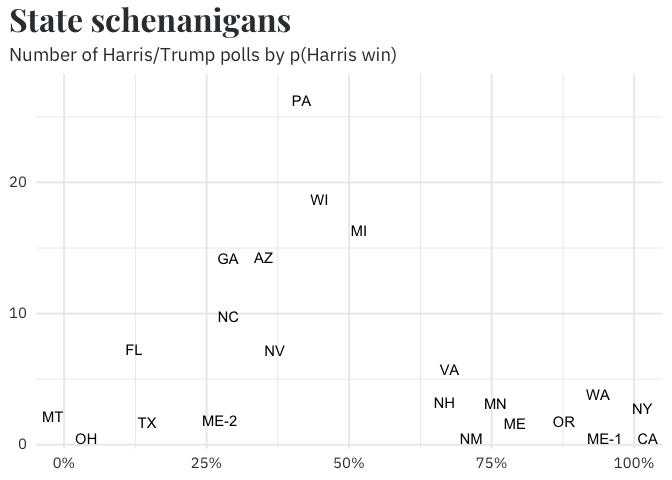 State schenanigans
Number of Harris/Trump polls by p(Harris win)
PA
20
WI
MI
GA AZ
10
NC
FL
NV
VA
WA
NH
MN
NY
MT
TX
ME-2
ME
OR
0
OH
NM
ME-1
CA
0% 25% 50% 75% 100%